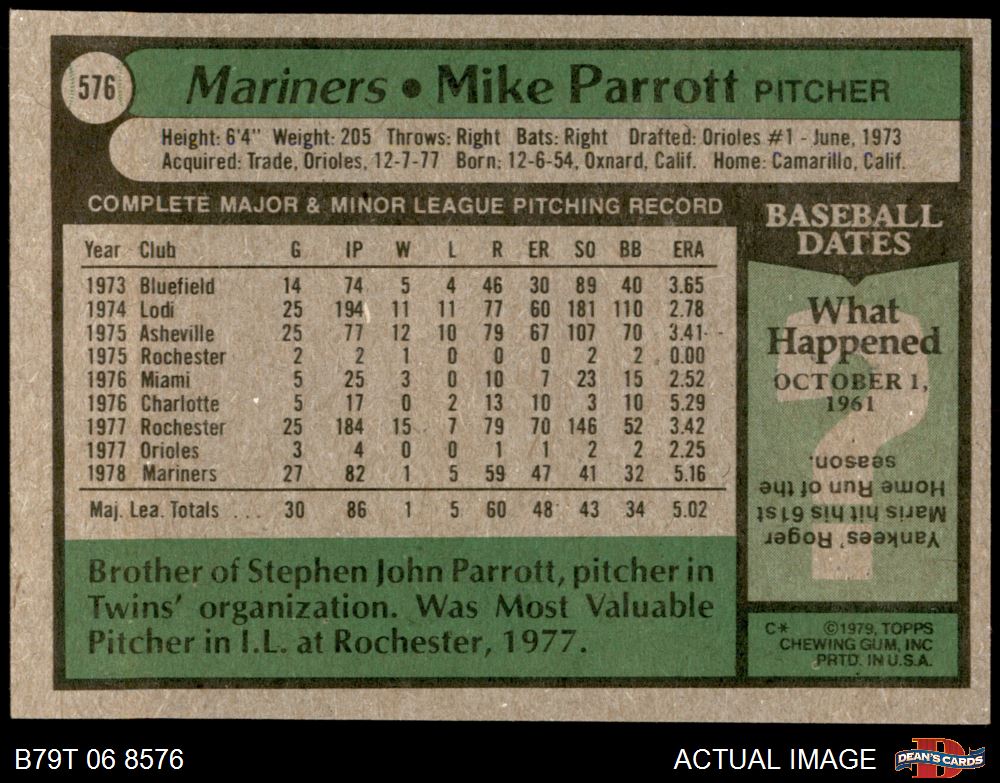 576
Mariners • Mike Parrott PITCHER
Height: 6'4" Weight: 205 Throws: Right Bats: Right Drafted: Orioles #1 - June, 1973
Acquired: Trade, Orioles, 12-7-77 Born: 12-6-54, Oxnard, Calif. Home: Camarillo, Calif.
COMPLETE MAJOR & MINOR LEAGUE PITCHING RECORD
Year Club G IP W L R ER SO BB ERA
1973 Bluefield 14 74 5 4 46 30 89 40 3.65
1974 Lodi 25 194 11 11 77 60 181 110 2.78
1975 Asheville 25 77 12 10 79 67 107 70 3.41
1975 Rochester 2 2 1 0 0 0 2 2 0.00
1976 Miami 5 25 3 0 10 7 23 15 2.52
1976 Charlotte 5 17 0 2 13 10 3 10 5.29
1977 Rochester 25 184 15 7 79 70 146 52 3.42
1977 Orioles 3 4 0 0 1 1 2 2 2.25
1978 Mariners 27 82 1 5 59 47 41 32 5.16
Maj. Lea. Totals ... 30 86 1 5 60 48 43 34 5.02
Brother of Stephen John Parrott, pitcher in
Twins' organization. Was Most Valuable
Pitcher in I.L. at Rochester, 1977.
BASEBALL
DATES
What
Happened
OCTOBER 1,
1961
?
Yankees' Roger
Maris hit his 61st
Home Run of the
season.
C* ©1979, TOPPS
CHEWING GUM, INC
PRTD. IN U.S.A.
B79T 06 8576
ACTUAL IMAGE
D
DEAN'S CARDS